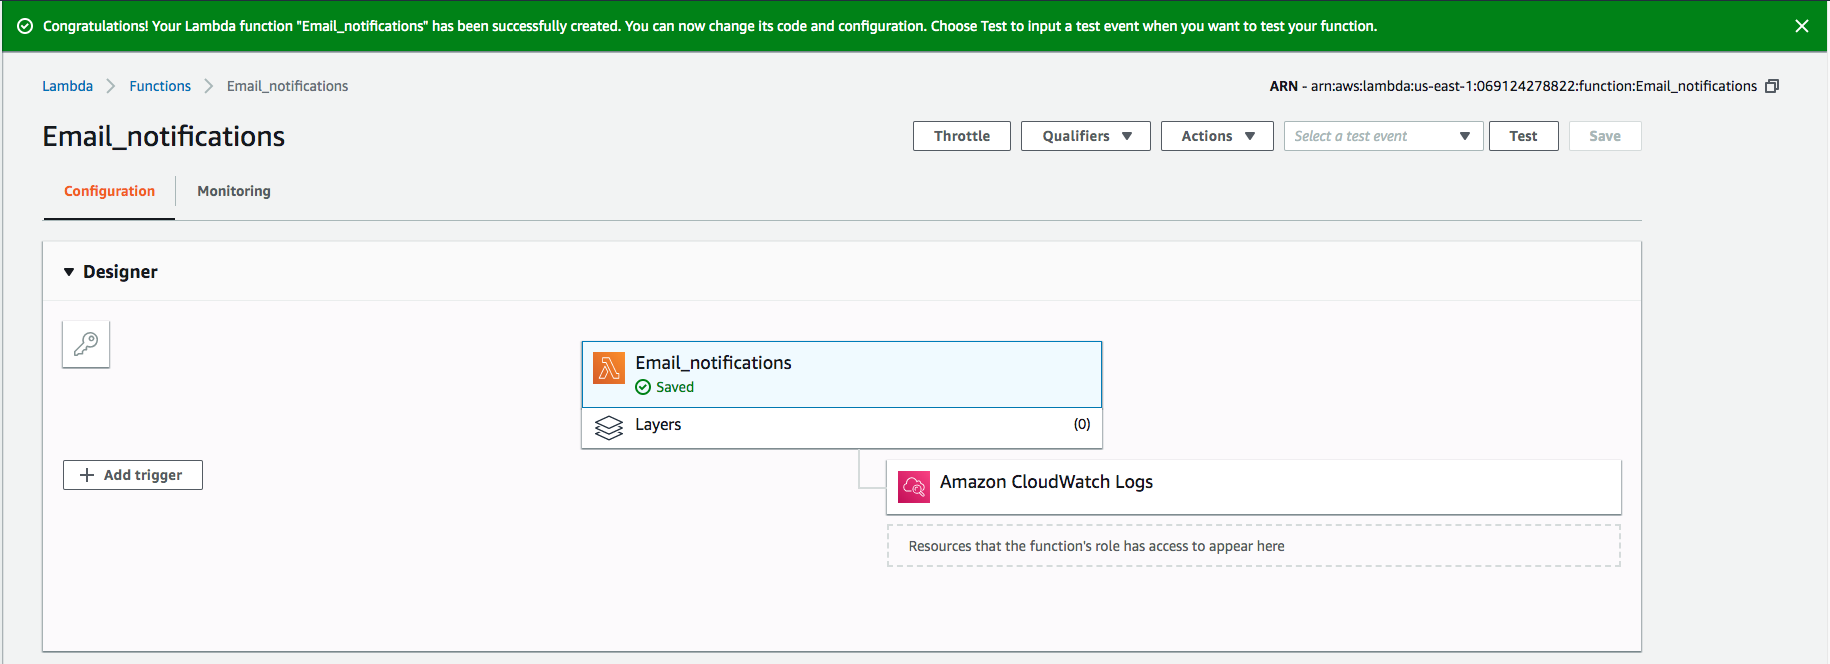 Congratulations! Your Lambda function "Email_notifications" has been successfully created. You can now change its code and configuration. Choose Test to input a test event when you want to test your function.
Lambda Functions Email_notifications
ARN - arn:aws:lambda:us-east-1:069124278822:function:Email_notifications
Email_notifications
Throttle Qualifiers Actions Select a test event Test Save
Configuration Monitoring
Designer
Email_notifications
Saved
Layers (0)
Add trigger
Amazon CloudWatch Logs
Resources that the function's role has access to appear here